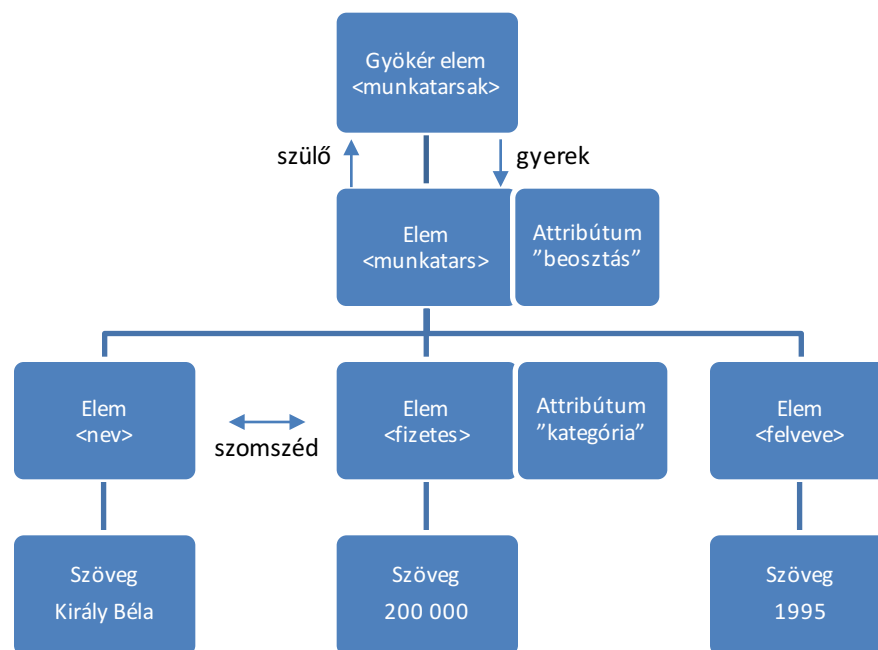 Gyökér elem
<munkatarsak>
szülő
gyerek
Elem
<munkatars>
Attribútum
”beosztás”
Elem
<nev>
szomszéd
Elem
<fizetes>
Attribútum
”kategória”
Elem
<felveve>
Szöveg
Király Béla
Szöveg
200 000
Szöveg
1995